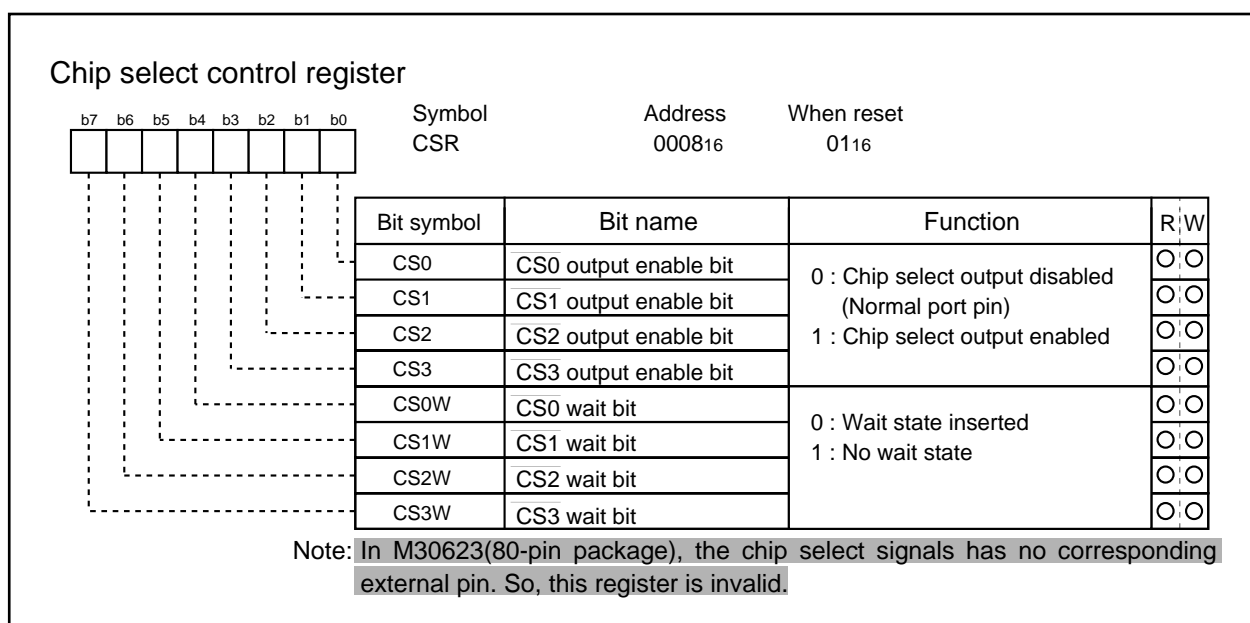 Chip select control register
b7 b6 b5 b4 b3 b2 b1 b0
Symbol Address When reset
CSR 000816 0116
Bit symbol Bit name Function R W
CS0 CS0 output enable bit
CS1 CS1 output enable bit
CS2 CS2 output enable bit
CS3 CS3 output enable bit
0 : Chip select output disabled
(Normal port pin)
1 : Chip select output enabled
CS0W CS0 wait bit
CS1W CS1 wait bit
CS2W CS2 wait bit
CS3W CS3 wait bit
0 : Wait state inserted
1 : No wait state
Note: In M30623(80-pin package), the chip select signals has no corresponding
external pin. So, this register is invalid.